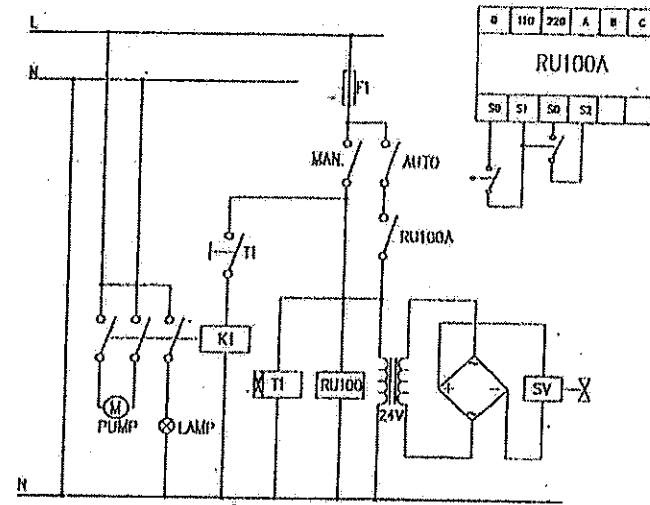 L
0 110 220 A B C
RU100A
N
F1
S0 S1 S0 S2
MAN. AUTO
RU100A
T1
K1
T1 RU100 SV
+ -
24V
M
PUMP LAMP
N